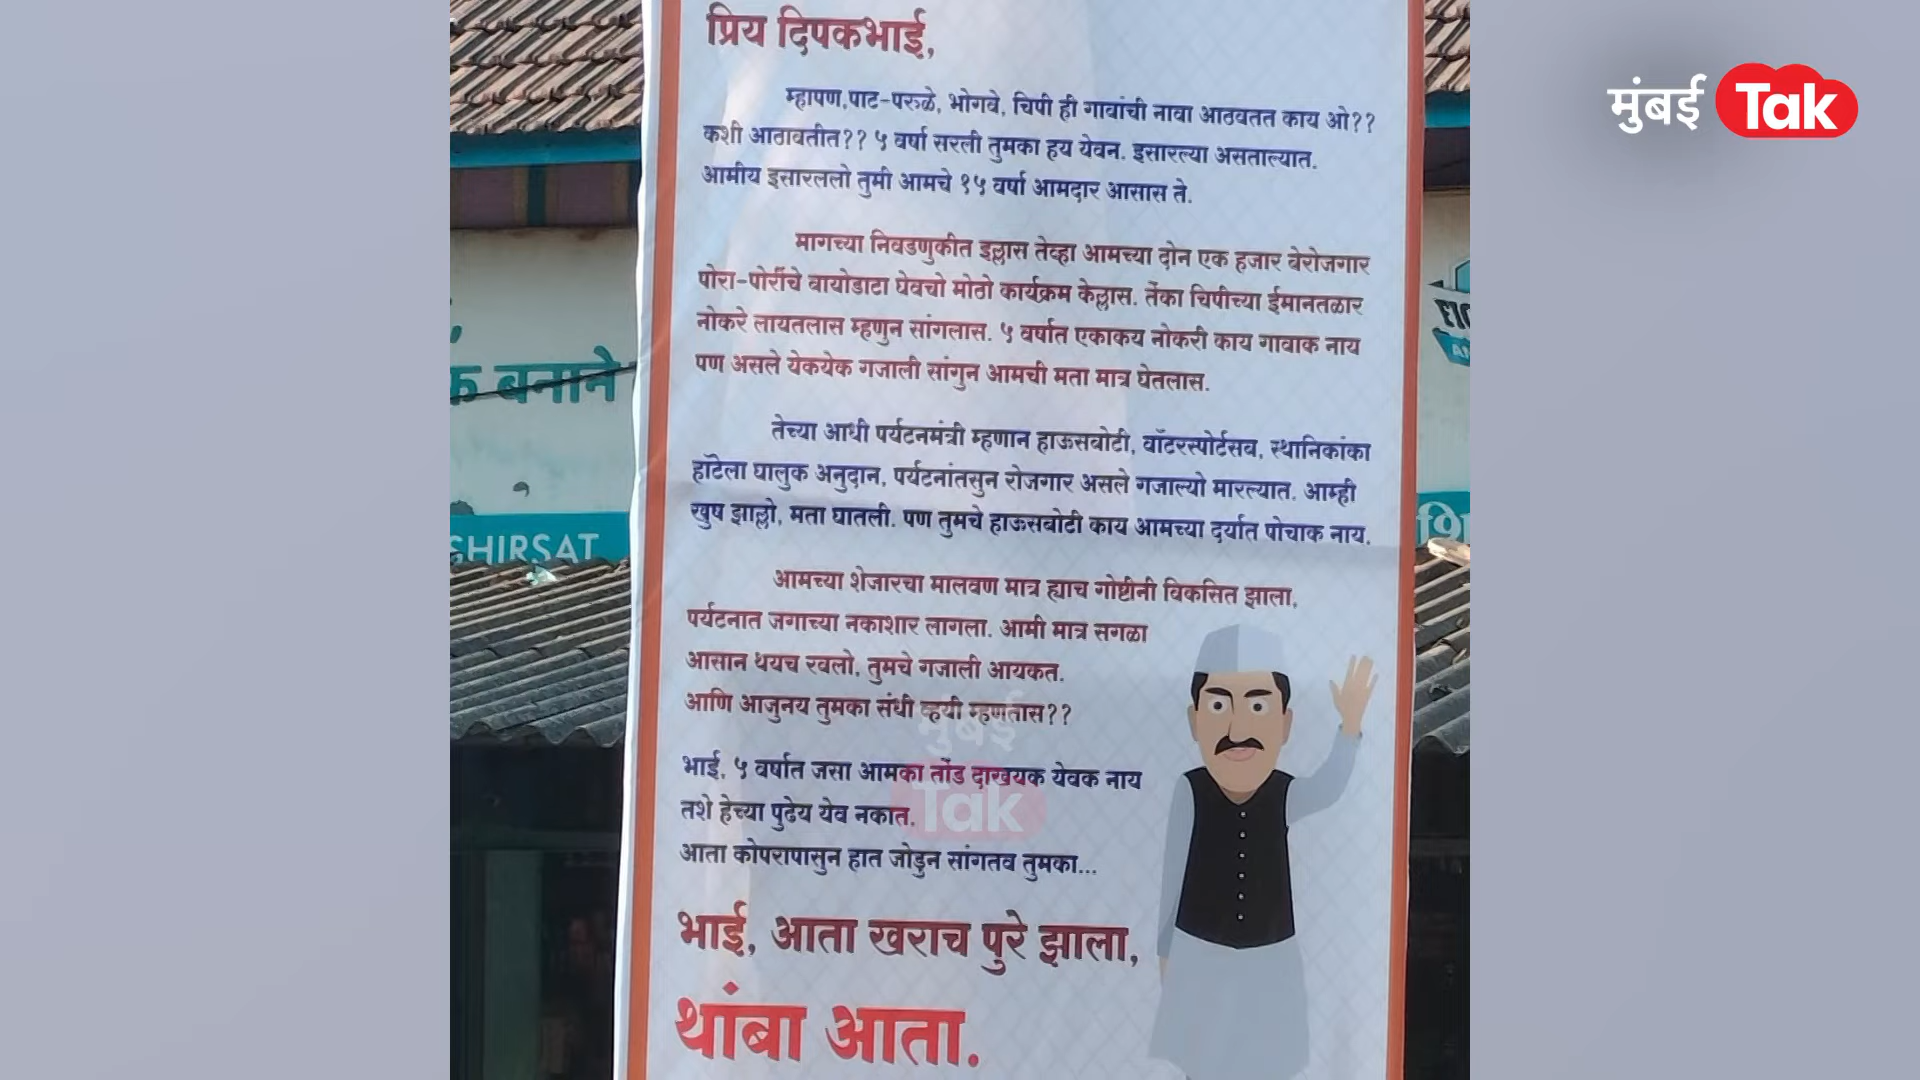 प्रिय दिपकभाई,
म्हापण,पाट-परुळे, भोगवे, चिपी ही गावांची नावा आठवतत काय ओ??
कशी आठावतीत?? ५ वर्षा सरली तुमका हय येवन. इसारल्या असताल्यात.
आमीय इसारललो तुमी आमचे १५ वर्षा आमदार आसास ते.
मागच्या निवडणुकीत इल्लास तेव्हा आमच्या दोन एक हजार बेरोजगार
पोरा-पोरींचे बायोडाटा घेवचो मोठो कार्यक्रम केल्लास. तेंका चिपीच्या ईमानतळार
नोकरे लायतलास म्हणुन सांगलास. ५ वर्षात एकाकय नोकरी काय गावाक नाय
पण असले येकयेक गजाली सांगुन आमची मता मात्र घेतलास.
तेच्या आधी पर्यटनमंत्री म्हणान हाऊसबोटी, वॉटरस्पोर्टसब, स्थानिकांका
हॉटेला घालुक अनुदान, पर्यटनांतसुन रोजगार असले गजाल्यो मारल्यात. आम्ही
खुष झाल्लो, मता घातली. पण तुमचे हाऊसबोटी काय आमच्या दर्यात पोचाक नाय.
आमच्या शेजारचा मालवण मात्र ह्याच गोष्टींनी विकसित झाला,
पर्यटनात जगाच्या नकाशार लागला. आमी मात्र सगळा
आसान थयच रवलो, तुमचे गजाली आयकत.
आणि आजुनय तुमका संधी व्हयी म्हणतास??
भाई, ५ वर्षात जसा आमका तोंड दाखयक येवक नाय
तशे हेच्या पुढेय येव नकात.
आता कोपरापासुन हात जोडुन सांगतव तुमका...
भाई, आता खराच पुरे झाला,
थांबा आता.
मुंबई Tak
मुंबई Tak
क बनाने
SHIRSAT
शि